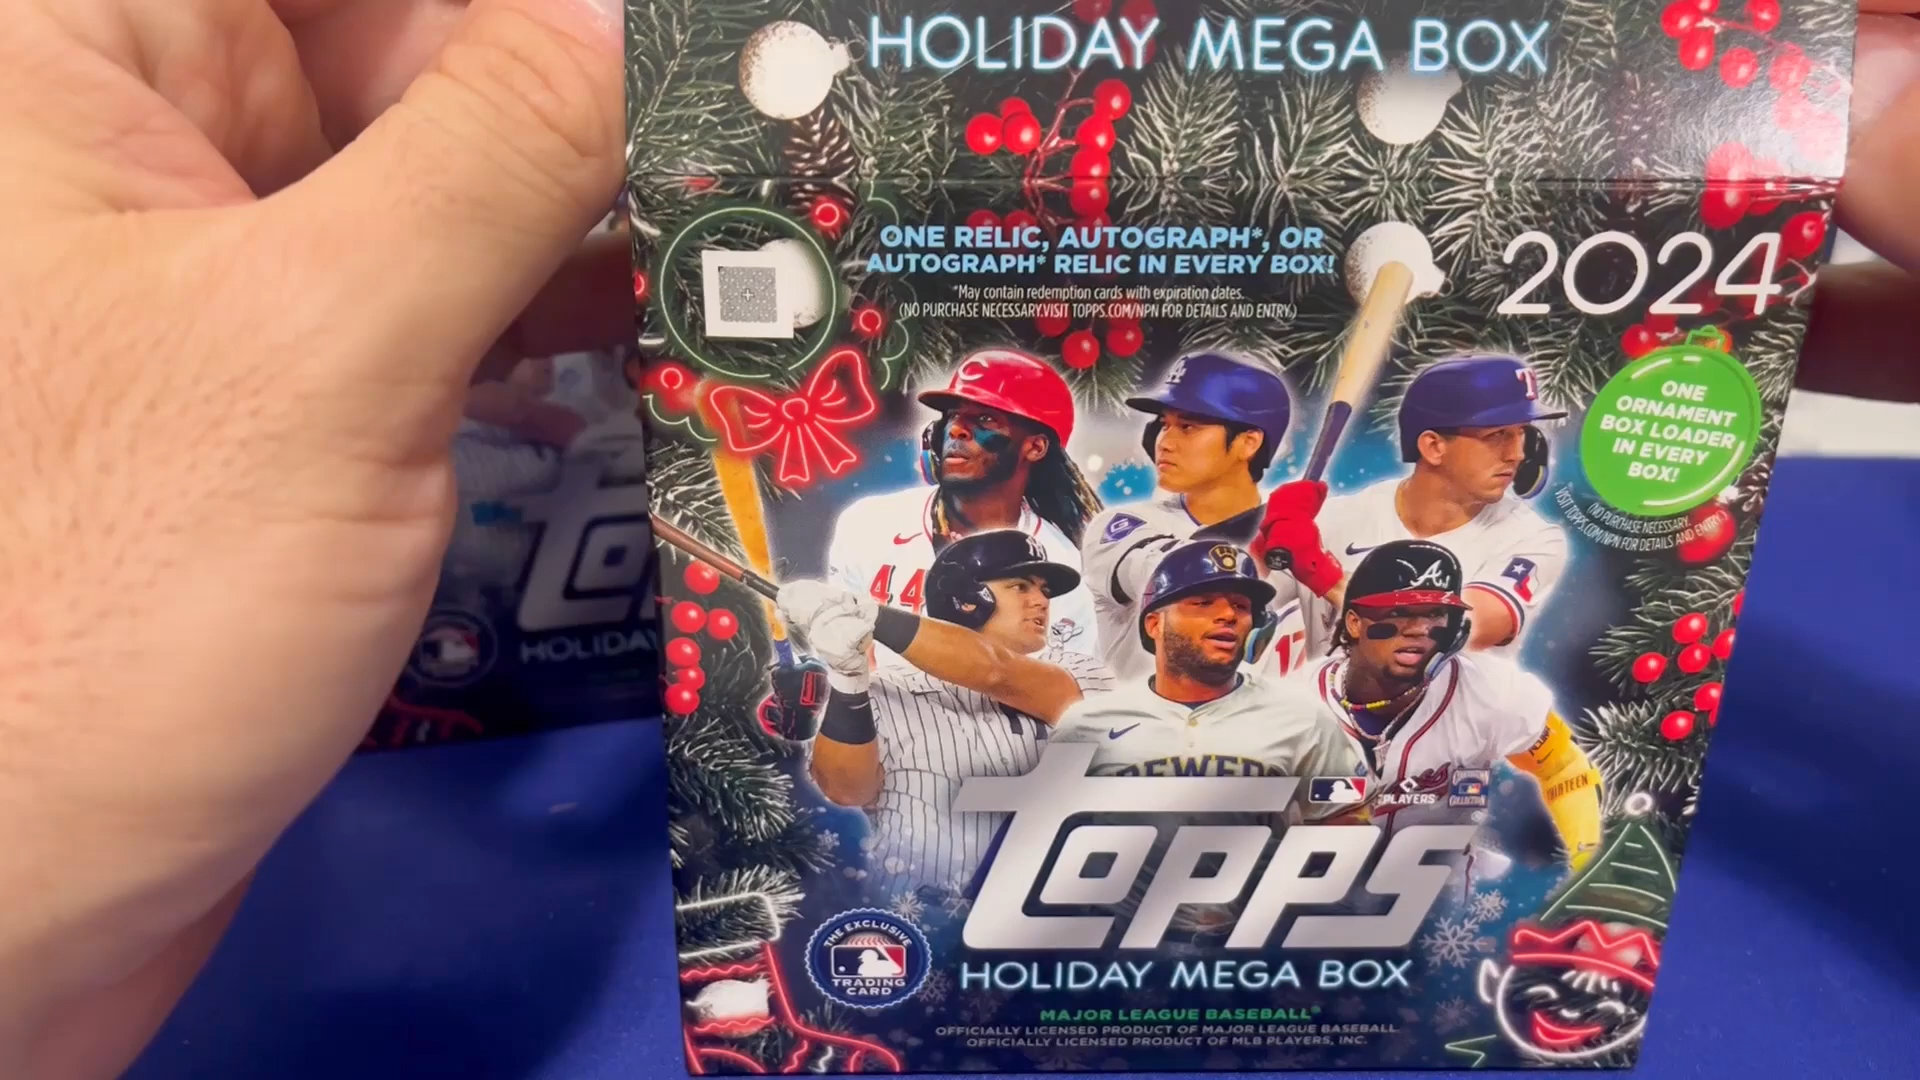 HOLIDAY MEGA BOX
ONE RELIC, AUTOGRAPH*, OR
AUTOGRAPH* RELIC IN EVERY BOX!
*May contain redemption cards with expiration dates.
(NO PURCHASE NECESSARY.VISIT TOPPS.COM/NPN FOR DETAILS AND ENTRY.)
2024
ONE
ORNAMENT
BOX LOADER
IN EVERY
BOX!
(NO PURCHASE NECESSARY.
VISIT TOPPS.COM/NPN FOR DETAILS AND ENTRY.)
C
LA
T
G
44
NY
17
A
BREWERS
PLAYERS
THIRTEEN
TOPPS
THE EXCLUSIVE
TRADING
CARD
HOLIDAY MEGA BOX
MAJOR LEAGUE BASEBALL®
OFFICIALLY LICENSED PRODUCT OF MAJOR LEAGUE BASEBALL.
OFFICIALLY LICENSED PRODUCT OF MLB PLAYERS, INC.
HOLIDA